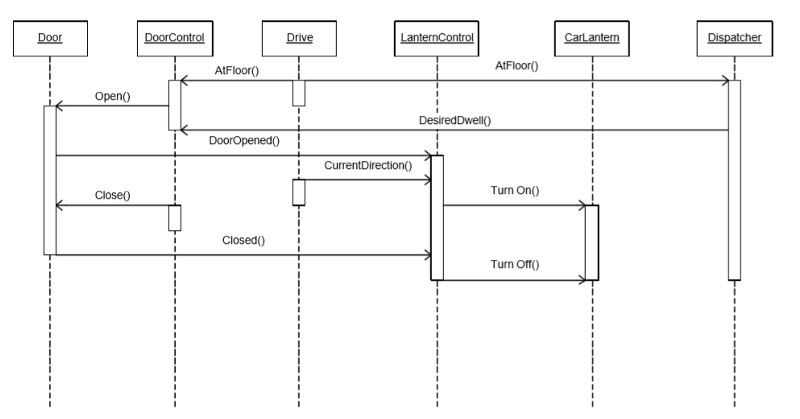 Door
DoorControl
Drive
LanternControl
CarLantern
Dispatcher
AtFloor()
AtFloor()
Open()
DesiredDwell()
DoorOpened()
CurrentDirection()
Close()
Turn On()
Closed()
Turn Off()